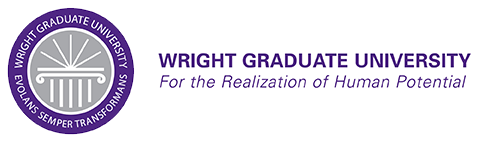 WRIGHT GRADUATE UNIVERSITY
EVOLANS SEMPER TRANSFORMANS
WRIGHT GRADUATE UNIVERSITY
For the Realization of Human Potential